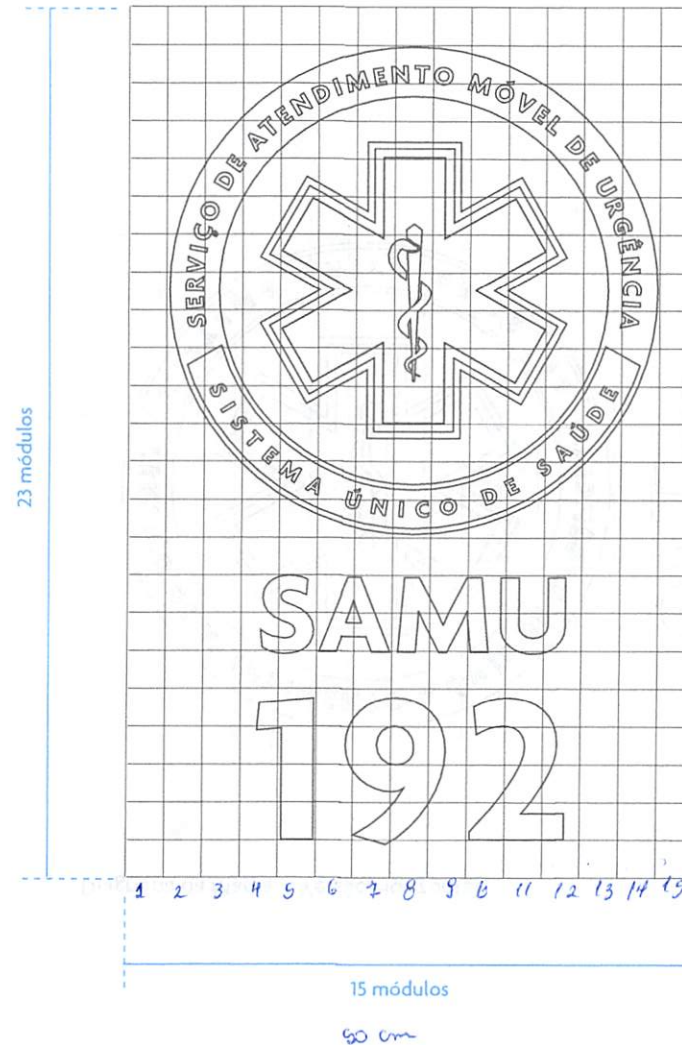 SERVIÇO DE ATENDIMENTO MÓVEL DE URGÊNCIA
SISTEMA ÚNICO DE SAÚDE
23 módulos
SAMU
192
1 2 3 4 5 6 7 8 9 11 12 13 14 15
15 módulos
50 cm